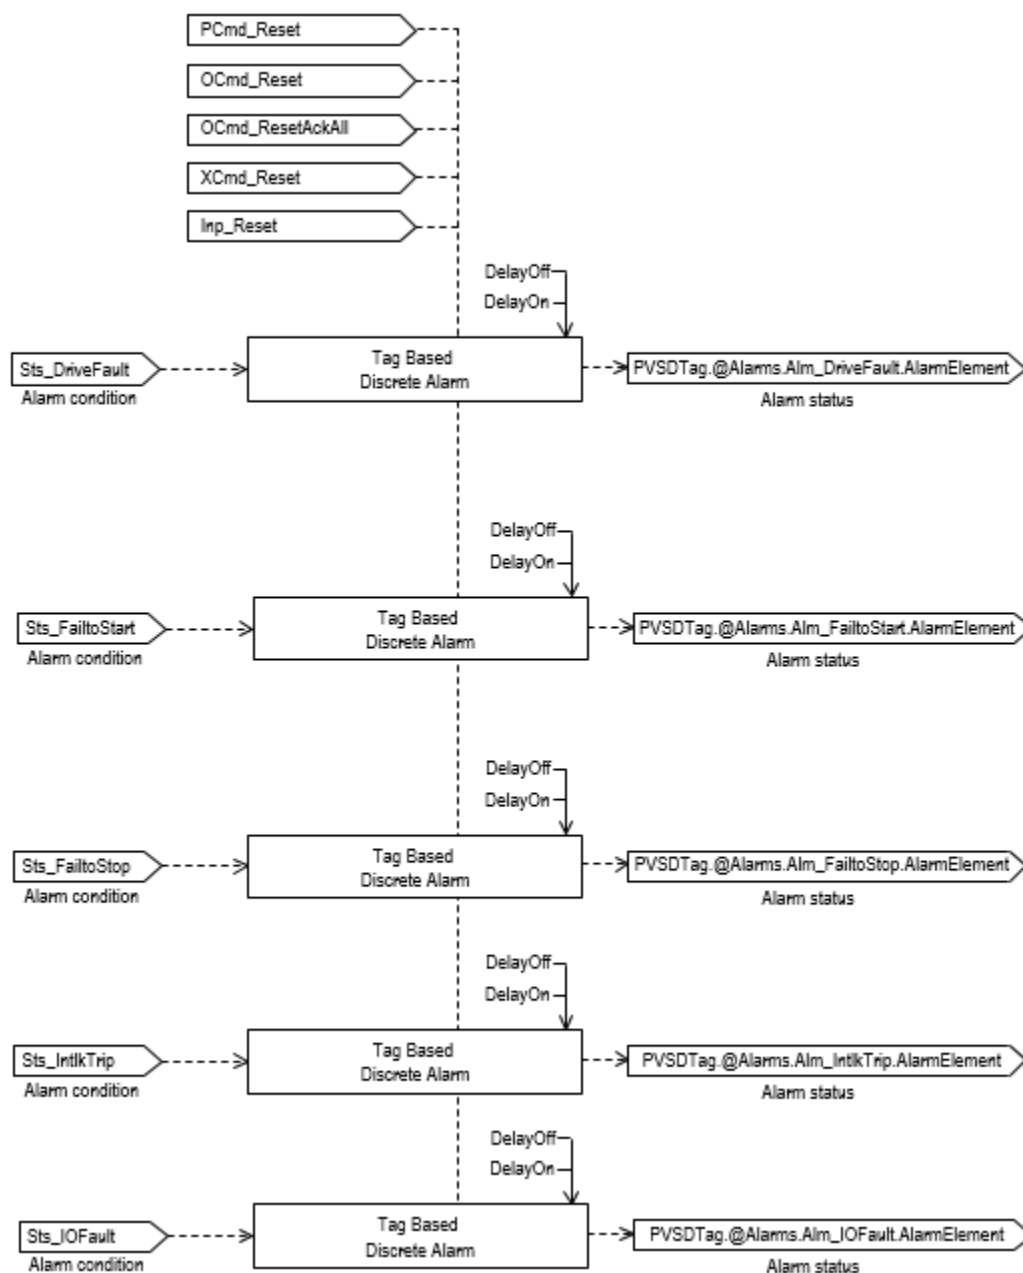 PCmd_Reset
OCmd_Reset
OCmd_ResetAckAll
XCmd_Reset
Inp_Reset
DelayOff
DelayOn
Sts_DriveFault
Alarm condition
Tag Based
Discrete Alarm
PVSDTag.@Alarms.Alm_DriveFault.AlarmElement
Alarm status
DelayOff
DelayOn
Sts_FailtoStart
Alarm condition
Tag Based
Discrete Alarm
PVSDTag.@Alarms.Alm_FailtoStart.AlarmElement
Alarm status
DelayOff
DelayOn
Sts_FailtoStop
Alarm condition
Tag Based
Discrete Alarm
PVSDTag.@Alarms.Alm_FailtoStop.AlarmElement
Alarm status
DelayOff
DelayOn
Sts_IntlkTrip
Alarm condition
Tag Based
Discrete Alarm
PVSDTag.@Alarms.Alm_IntlkTrip.AlarmElement
Alarm status
DelayOff
DelayOn
Sts_IOFault
Alarm condition
Tag Based
Discrete Alarm
PVSDTag.@Alarms.Alm_IOFault.AlarmElement
Alarm status